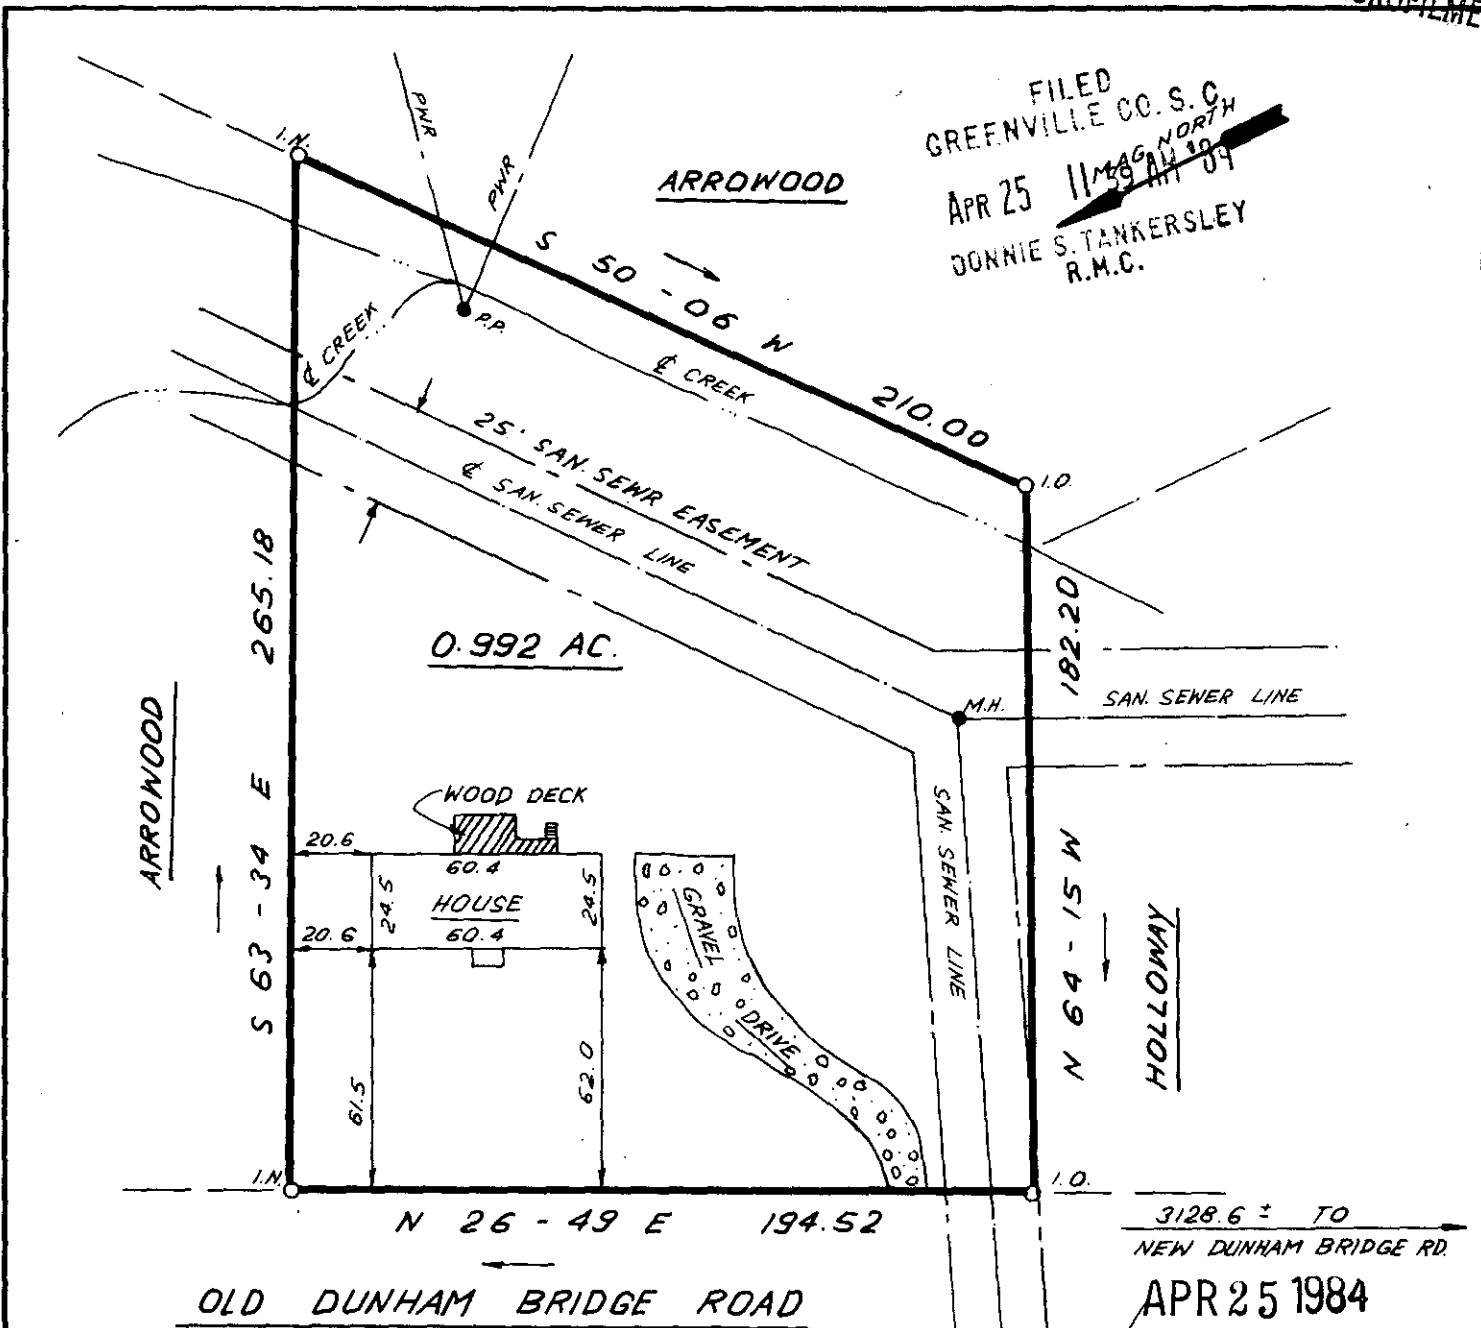 FILED
GREENVILLE CO. S. C.
MAG. NORTH
APR 25 11 59 AM '84
DONNIE S. TANKERSLEY
R.M.C.
I.N.
PWR
PWR
ARROWOOD
S 50 - 06 W 210.00
P.P.
℄ CREEK
℄ CREEK
25' SAN. SEWR EASEMENT
℄ SAN. SEWER LINE
I.O.
265.18
182.20
0.992 AC.
M.H.
SAN. SEWER LINE
ARROWOOD
S 63 - 34 E
WOOD DECK
20.6
60.4
24.5
HOUSE
24.5
20.6
60.4
GRAVEL
DRIVE
SAN. SEWER LINE
N 64 - 15 W
HOLLOWAY
61.5
62.0
I.N.
I.O.
N 26 - 49 E 194.52
3128.6 ± TO
NEW DUNHAM BRIDGE RD.
OLD DUNHAM BRIDGE ROAD
APR 25 1984